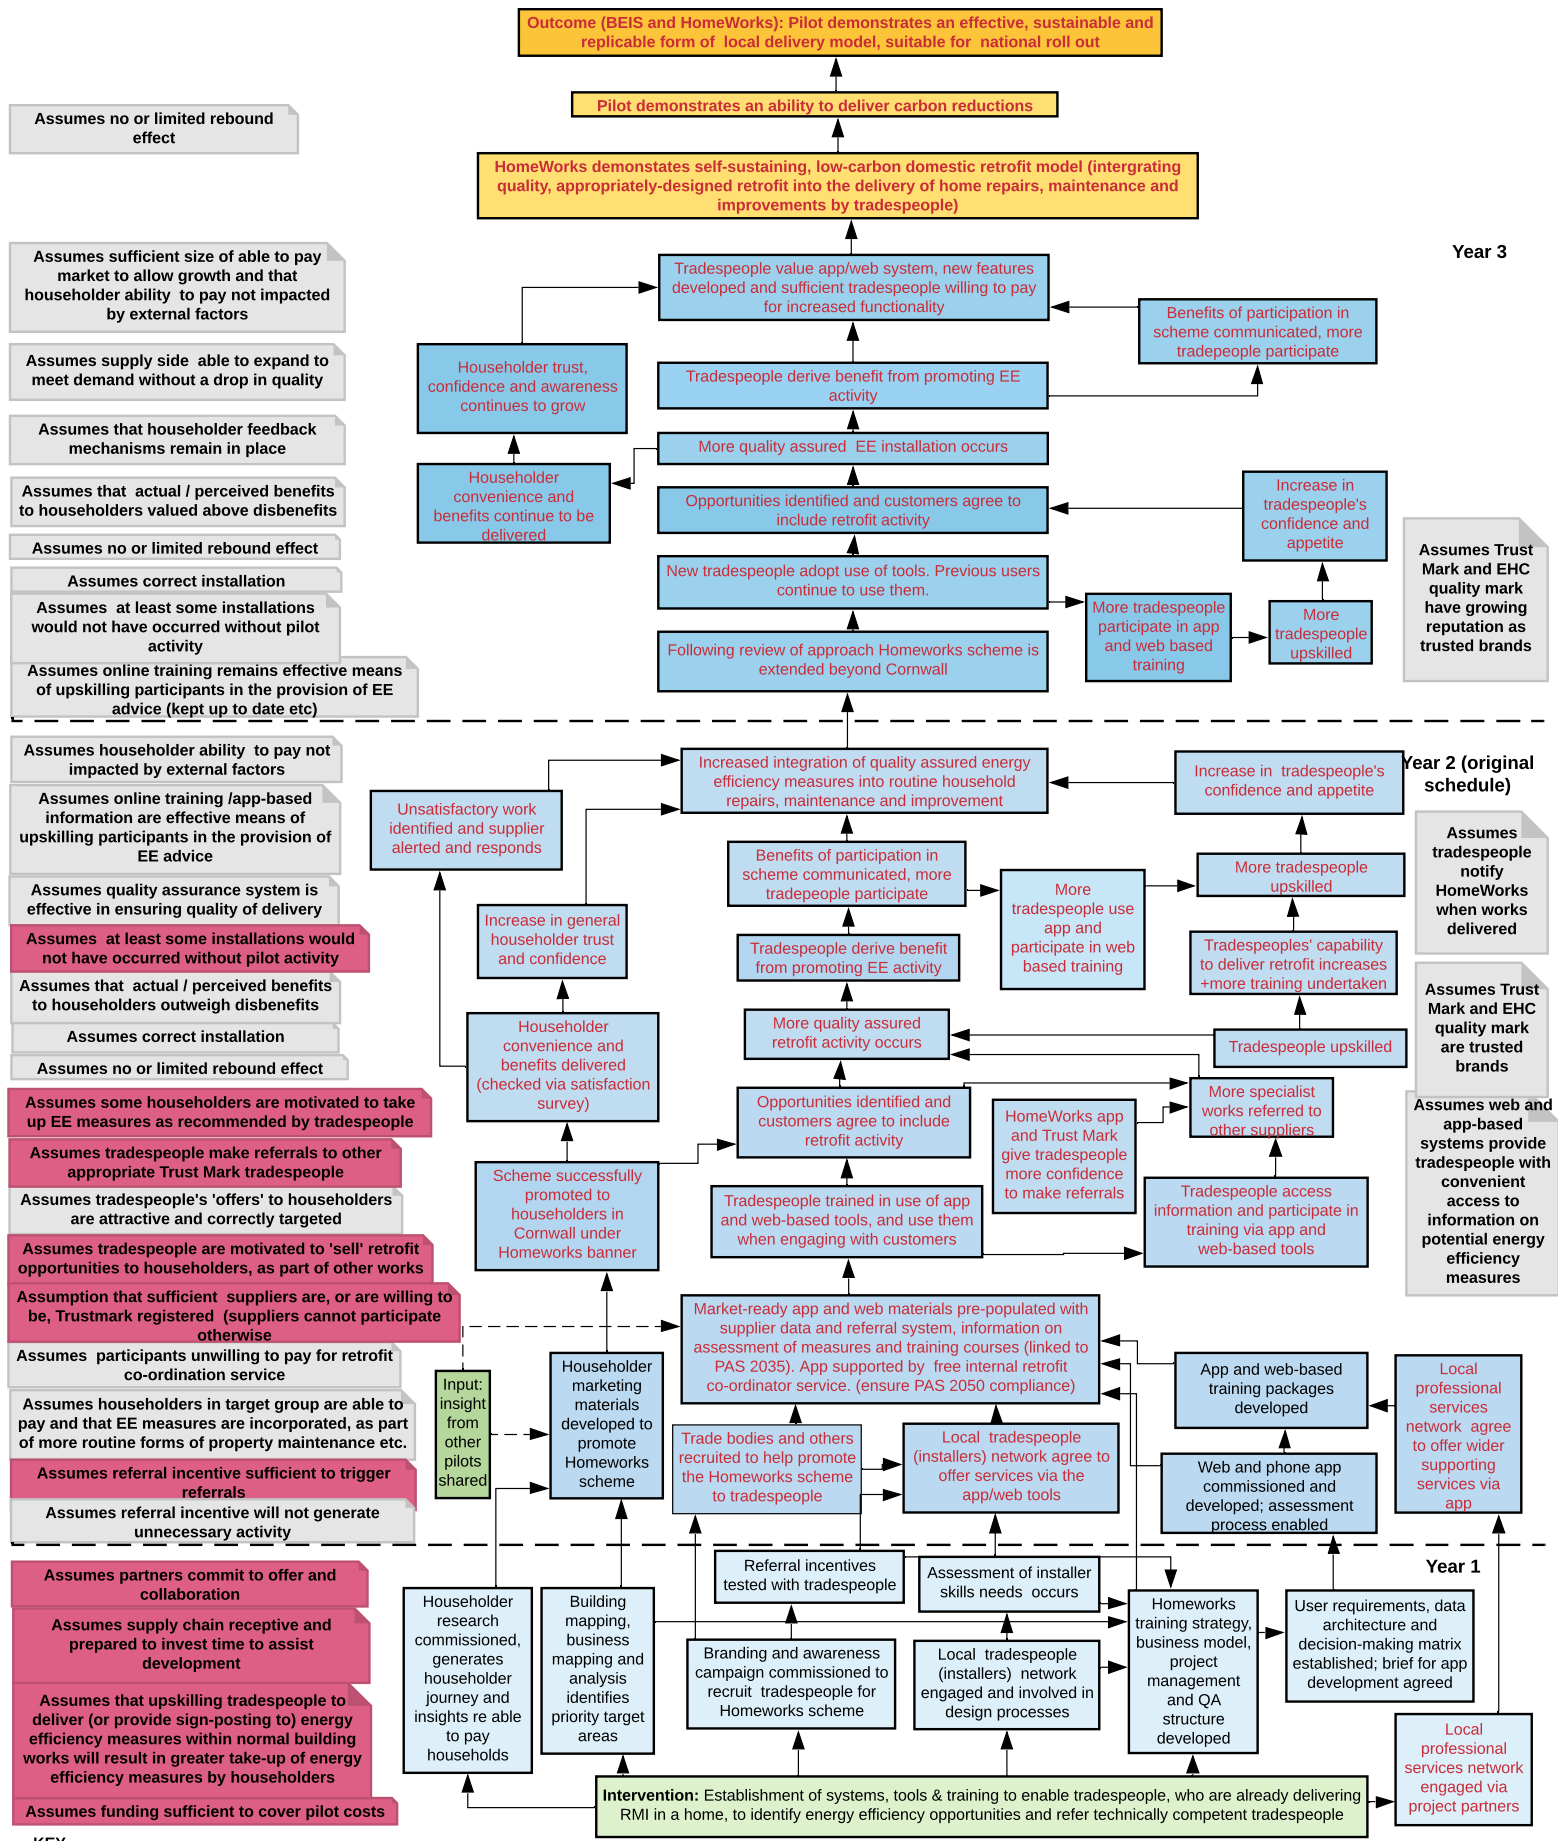 Outcome (BEIS and HomeWorks): Pilot demonstrates an effective, sustainable and
replicable form of local delivery model, suitable for national roll out
Pilot demonstrates an ability to deliver carbon reductions
Assumes no or limited rebound
effect
HomeWorks demonstates self-sustaining, low-carbon domestic retrofit model (intergrating
quality, appropriately-designed retrofit into the delivery of home repairs, maintenance and
improvements by tradespeople)
Year 3
Assumes sufficient size of able to pay
market to allow growth and that
householder ability to pay not impacted
by external factors
Tradespeople value app/web system, new features
developed and sufficient tradespeople willing to pay
for increased functionality
Benefits of participation in
scheme communicated, more
tradepeople participate
Assumes supply side able to expand to
meet demand without a drop in quality
Householder trust,
confidence and awareness
continues to grow
Tradespeople derive benefit from promoting EE
activity
Assumes that householder feedback
mechanisms remain in place
More quality assured EE installation occurs
Householder
convenience and
benefits continue to be
delivered
Assumes that actual / perceived benefits
to householders valued above disbenefits
Opportunities identified and customers agree to
include retrofit activity
Increase in
tradespeople's
confidence and
appetite
Assumes no or limited rebound effect
Assumes Trust
Mark and EHC
quality mark
have growing
reputation as
trusted brands
Assumes correct installation
New tradespeople adopt use of tools. Previous users
continue to use them.
More tradespeople
participate in app
and web based
training
More
tradespeople
upskilled
Assumes at least some installations
would not have occurred without pilot
activity
Following review of approach Homeworks scheme is
extended beyond Cornwall
Assumes online training remains effective means
of upskilling participants in the provision of EE
advice (kept up to date etc)
Assumes householder ability to pay not
impacted by external factors
Increased integration of quality assured energy
efficiency measures into routine household
repairs, maintenance and improvement
Increase in tradespeople's
confidence and appetite
Year 2 (original
schedule)
Assumes online training /app-based
information are effective means of
upskilling participants in the provision of
EE advice
Unsatisfactory work
identified and supplier
alerted and responds
Assumes
tradespeople
notify
HomeWorks
when works
delivered
Benefits of participation in
scheme communicated, more
tradepeople participate
More
tradespeople use
app and
participate in web
based training
More tradespeople
upskilled
Assumes quality assurance system is
effective in ensuring quality of delivery
Increase in general
householder trust
and confidence
Tradespeople derive benefit
from promoting EE activity
Tradespeoples' capability
to deliver retrofit increases
+more training undertaken
Assumes at least some installations would
not have occurred without pilot activity
Assumes that actual / perceived benefits
to householders outweigh disbenefits
Assumes Trust
Mark and EHC
quality mark
are trusted
brands
Householder
convenience and
benefits delivered
(checked via satisfaction
survey)
More quality assured
retrofit activity occurs
Tradespeople upskilled
Assumes correct installation
Assumes no or limited rebound effect
Assumes some householders are motivated to take
up EE measures as recommended by tradespeople
Opportunities identified and
customers agree to include
retrofit activity
HomeWorks app
and Trust Mark
give tradespeople
more confidence
to make referrals
More specialist
works referred to
other suppliers
Assumes web and
app-based
systems provide
tradespeople with
convenient
access to
information on
potential energy
efficiency
measures
Assumes tradespeople make referrals to other
appropriate Trust Mark tradespeople
Scheme successfully
promoted to
householders in
Cornwall under
Homeworks banner
Tradespeople trained in use of app
and web-based tools, and use them
when engaging with customers
Tradespeople access
information and participate in
training via app and
web-based tools
Assumes tradespeople's 'offers' to householders
are attractive and correctly targeted
Assumes tradespeople are motivated to 'sell' retrofit
opportunities to householders, as part of other works
Assumption that sufficient suppliers are, or are willing to
be, Trustmark registered (suppliers cannot participate
otherwise
Market-ready app and web materials pre-populated with
supplier data and referral system, information on
assessment of measures and training courses (linked to
PAS 2035). App supported by free internal retrofit
co-ordinator service. (ensure PAS 2050 compliance)
Assumes participants unwilling to pay for retrofit
co-ordination service
Input:
insight
from
other
pilots
shared
Householder
marketing
materials
developed to
promote
Homeworks
scheme
App and web-based
training packages
developed
Local
professional
services
network agree
to offer wider
supporting
services via
app
Assumes householders in target group are able to
pay and that EE measures are incorporated, as part
of more routine forms of property maintenance etc.
Trade bodies and others
recruited to help promote
the Homeworks scheme
to tradespeople
Local tradespeople
(installers) network agree to
offer services via the
app/web tools
Web and phone app
commissioned and
developed; assessment
process enabled
Assumes referral incentive sufficient to trigger
referrals
Assumes referral incentive will not generate
unnecessary activity
Year 1
Assumes partners commit to offer and
collaboration
Referral incentives
tested with tradespeople
Assessment of installer
skills needs occurs
Householder
research
commissioned,
generates
householder
journey and
insights re able
to pay
households
Building
mapping,
business
mapping and
analysis
identifies
priority target
areas
Homeworks
training strategy,
business model,
project
management
and QA
structure
developed
User requirements, data
architecture and
decision-making matrix
established; brief for app
development agreed
Assumes supply chain receptive and
prepared to invest time to assist
development
Branding and awareness
campaign commissioned to
recruit tradespeople for
Homeworks scheme
Local tradespeople
(installers) network
engaged and involved in
design processes
Assumes that upskilling tradespeople to
deliver (or provide sign-posting to) energy
efficiency measures within normal building
works will result in greater take-up of energy
efficiency measures by householders
Local
professional
services network
engaged via
project partners
Intervention: Establishment of systems, tools & training to enable tradespeople, who are already delivering
RMI in a home, to identify energy efficiency opportunities and refer technically competent tradespeople
Assumes funding sufficient to cover pilot costs
KEY